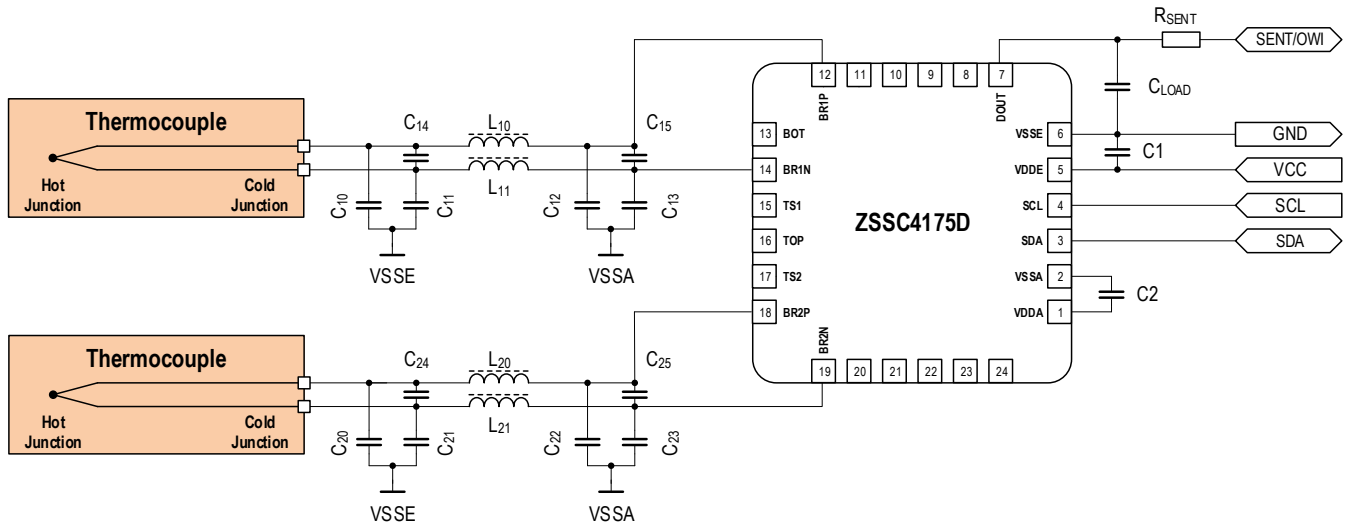 R_SENT
SENT/OWI
12 11 10 9 8 7
BR1P
DOUT
C_LOAD
Thermocouple
C14
L10
C15
13 BOT
VSSE 6
GND
C1
14 BR1N
VDDE 5
VCC
Hot
Junction
Cold
Junction
C10
C11
L11
C12
C13
15 TS1
ZSSC4175D
SCL 4
SCL
VSSE
VSSA
16 TOP
SDA 3
SDA
17 TS2
VSSA 2
C2
18 BR2P
VDDA 1
BR2N
Thermocouple
C24
L20
C25
19 20 21 22 23 24
Hot
Junction
Cold
Junction
C20
C21
L21
C22
C23
VSSE
VSSA